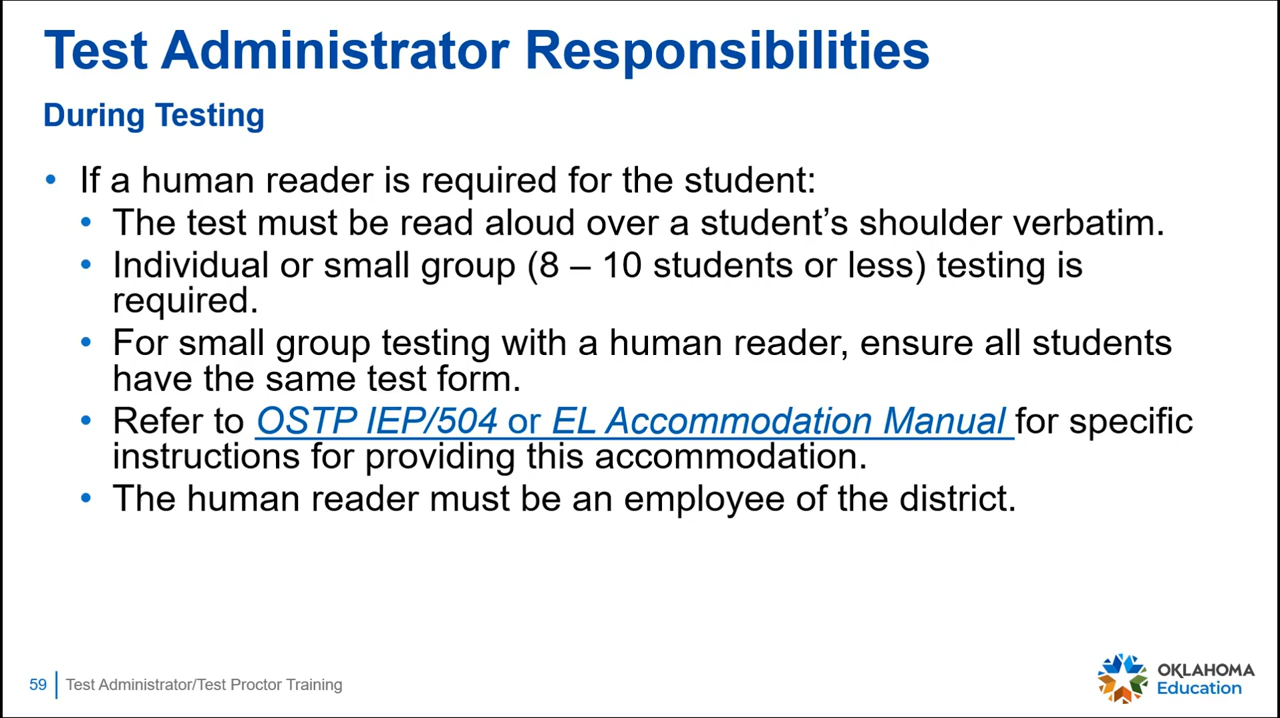 Test Administrator Responsibilities
During Testing
• If a human reader is required for the student:
• The test must be read aloud over a student’s shoulder verbatim.
• Individual or small group (8 – 10 students or less) testing is
required.
• For small group testing with a human reader, ensure all students
have the same test form.
• Refer to OSTP IEP/504 or EL Accommodation Manual for specific
instructions for providing this accommodation.
• The human reader must be an employee of the district.
59 Test Administrator/Test Proctor Training
OKLAHOMA
Education